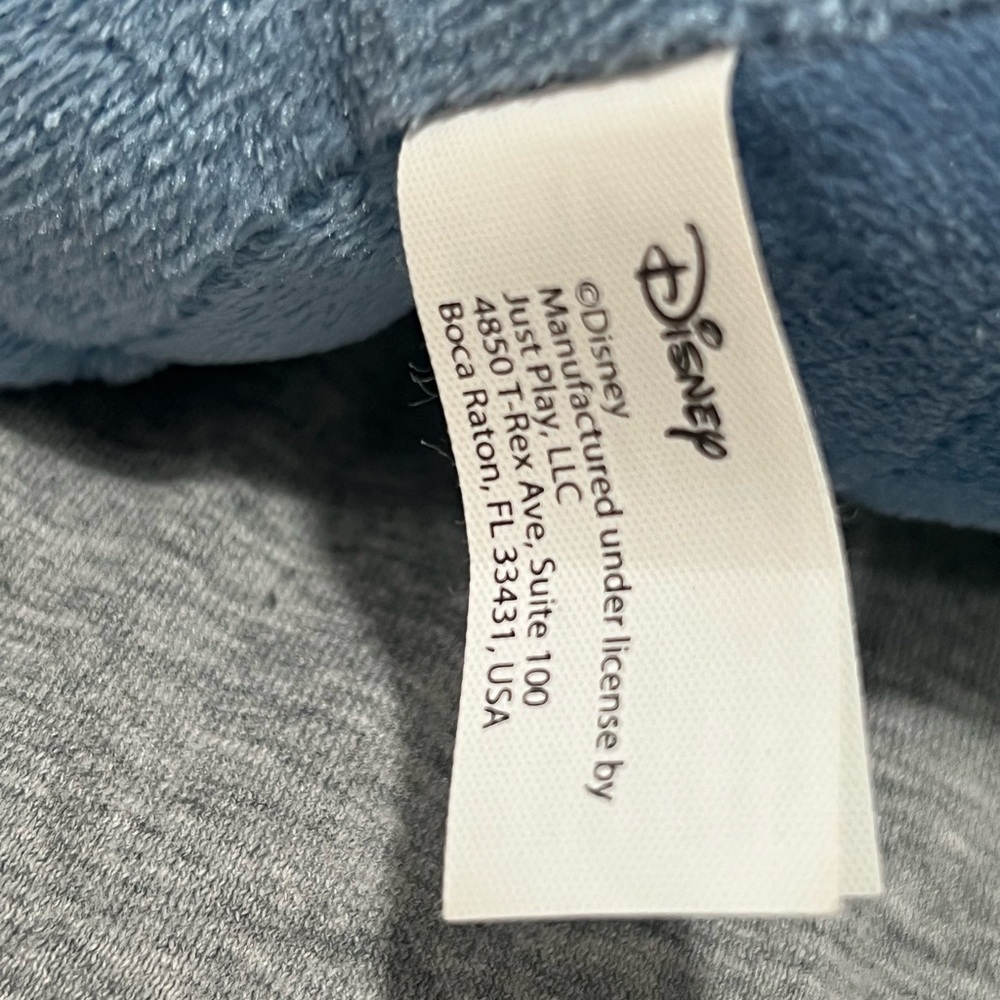 Disney
©Disney
Manufactured under license by
Just Play, LLC
4850 T-Rex Ave, Suite 100
Boca Raton, FL 33431, USA